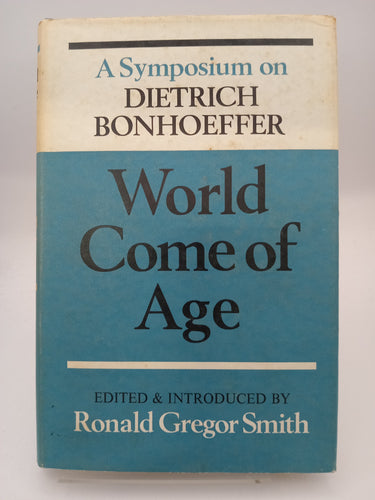 A Symposium on
DIETRICH
BONHOEFFER
World
Come of
Age
EDITED & INTRODUCED BY
Ronald Gregor Smith